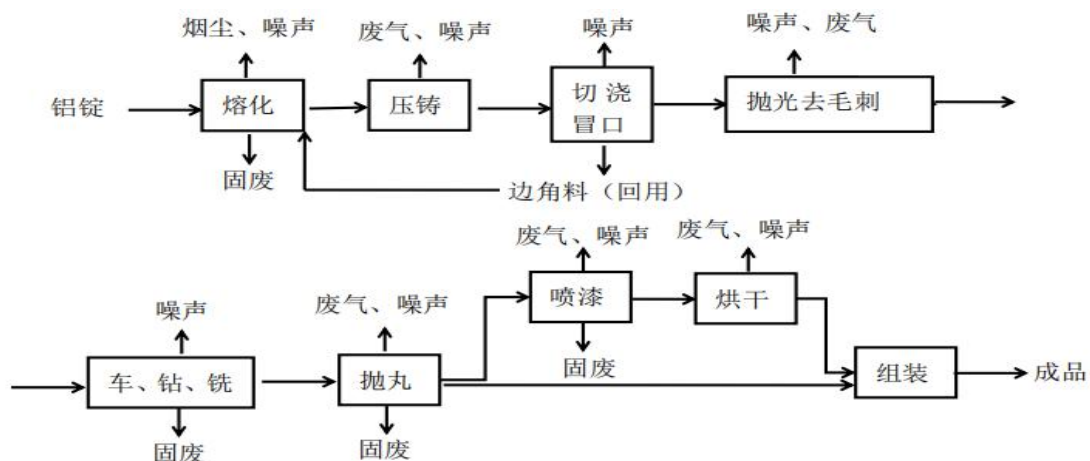 烟尘、噪声
废气、噪声
噪声
噪声、废气
铝锭
熔化
压铸
切浇
冒口
抛光去毛刺
固废
边角料（回用）
废气、噪声
废气、噪声
噪声
废气、噪声
喷漆
烘干
车、钻、铣
抛丸
固废
组装
成品
固废
固废